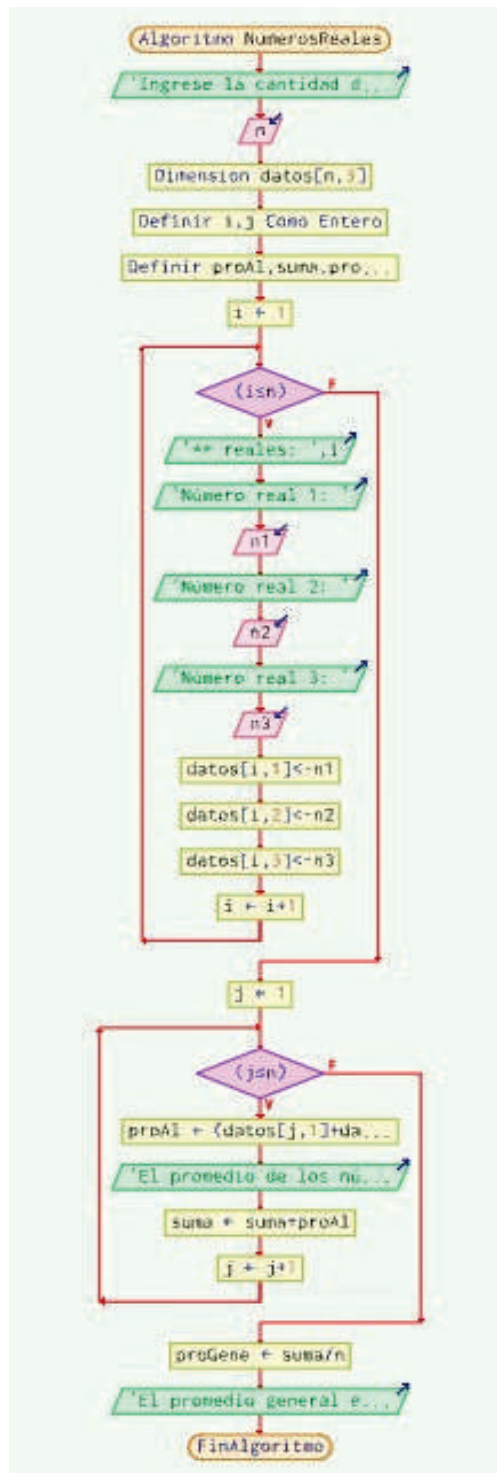 Algoritmo NumerosReales
'Ingrese la cantidad d...
n
Dimension datos[n,3]
Definir i,j Como Entero
Definir proAl,suma,pro...
i ← 1
(i≤n)
F
V
'** reales: ',i
'Número real 1: '
n1
'Número real 2: '
n2
'Número real 3: '
n3
datos[i,1]<-n1
datos[i,2]<-n2
datos[i,3]<-n3
i ← i+1
j ← 1
(j≤n)
F
V
proAl ← (datos[j,1]+da...
'El promedio de los nú...
suma ← suma+proAl
j ← j+1
proGene ← suma/n
'El promedio general e...
FinAlgoritmo